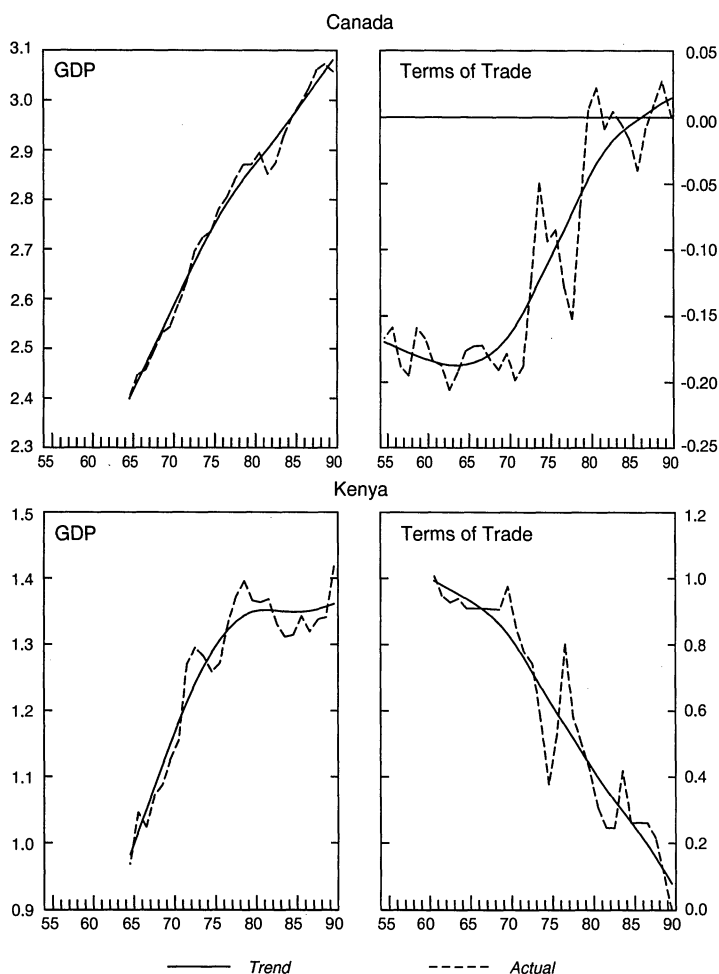 Canada
GDP
3.1
3.0
2.9
2.8
2.7
2.6
2.5
2.4
2.3
55 60 65 70 75 80 85 90
Terms of Trade
0.05
0.00
-0.05
-0.10
-0.15
-0.20
-0.25
55 60 65 70 75 80 85 90
Kenya
GDP
1.5
1.4
1.3
1.2
1.1
1.0
0.9
55 60 65 70 75 80 85 90
Terms of Trade
1.2
1.0
0.8
0.6
0.4
0.2
0.0
55 60 65 70 75 80 85 90
Trend Actual